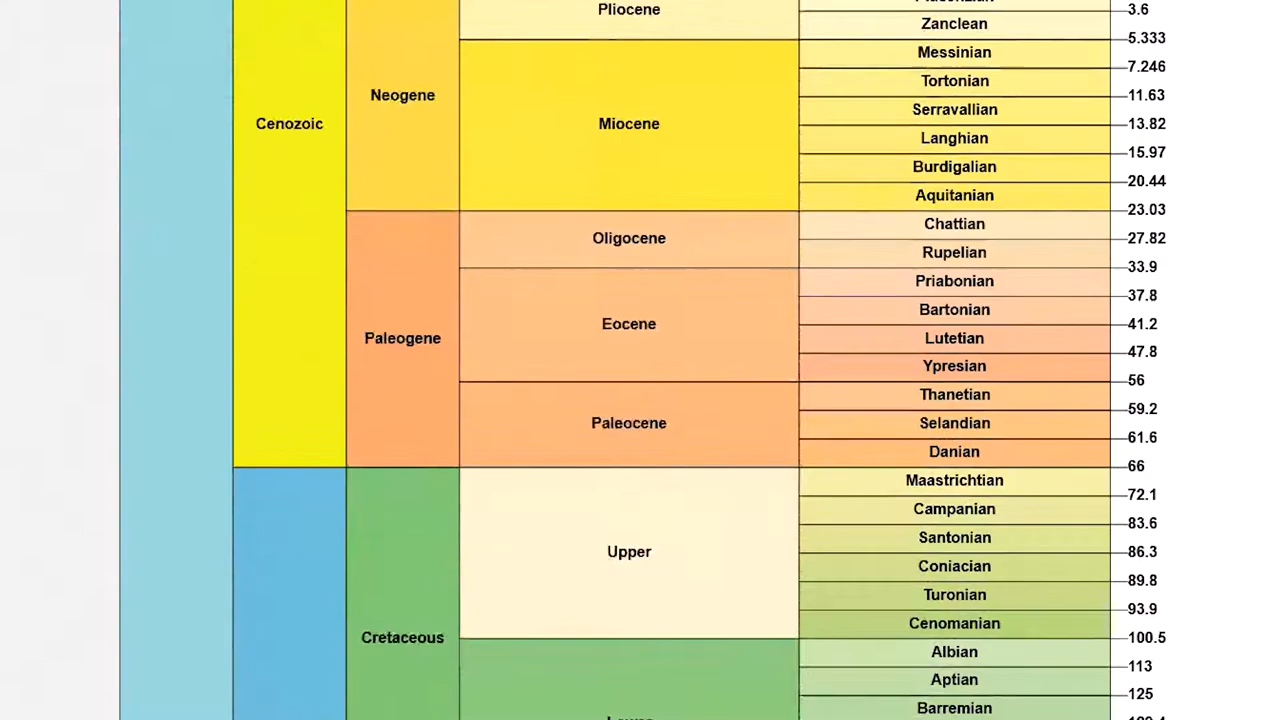 Pliocene
3.6
Zanclean
5.333
Messinian
7.246
Tortonian
Neogene
11.63
Serravallian
Cenozoic
Miocene
13.82
Langhian
15.97
Burdigalian
20.44
Aquitanian
23.03
Chattian
Oligocene
27.82
Rupelian
33.9
Priabonian
37.8
Bartonian
Eocene
41.2
Paleogene
Lutetian
47.8
Ypresian
56
Thanetian
59.2
Paleocene
Selandian
61.6
Danian
66
Maastrichtian
72.1
Campanian
83.6
Santonian
Upper
86.3
Coniacian
89.8
Turonian
93.9
Cenomanian
Cretaceous
100.5
Albian
113
Aptian
125
Barremian